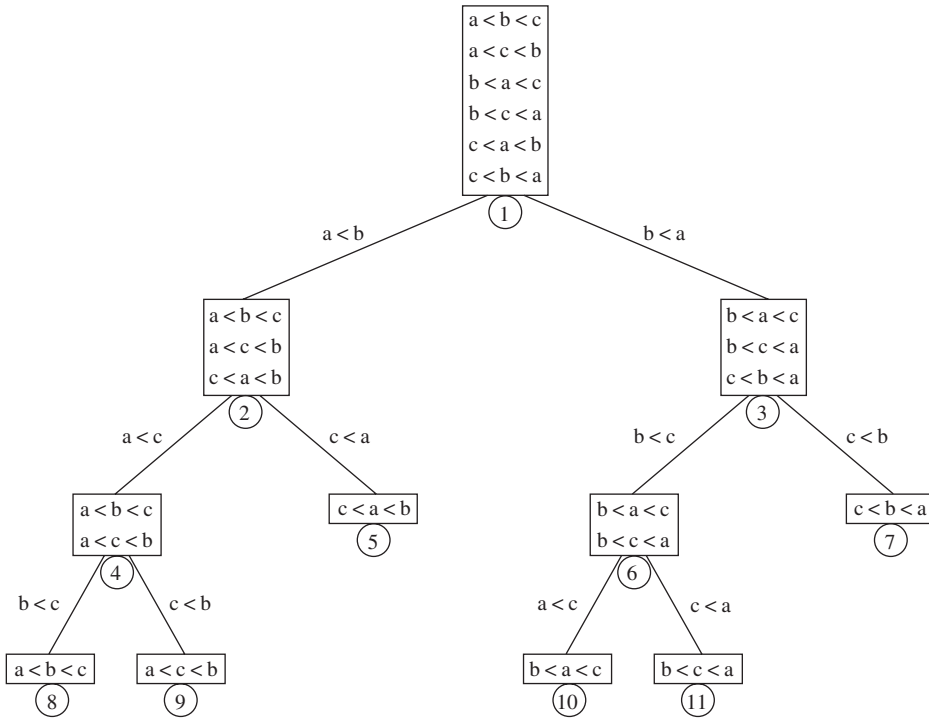 a < b < c
a < c < b
b < a < c
b < c < a
c < a < b
c < b < a
1
a < b
b < a
a < b < c
a < c < b
c < a < b
2
b < a < c
b < c < a
c < b < a
3
a < c
c < a
b < c
c < b
a < b < c
a < c < b
4
c < a < b
5
b < a < c
b < c < a
6
c < b < a
7
b < c
c < b
a < c
c < a
a < b < c
8
a < c < b
9
b < a < c
10
b < c < a
11